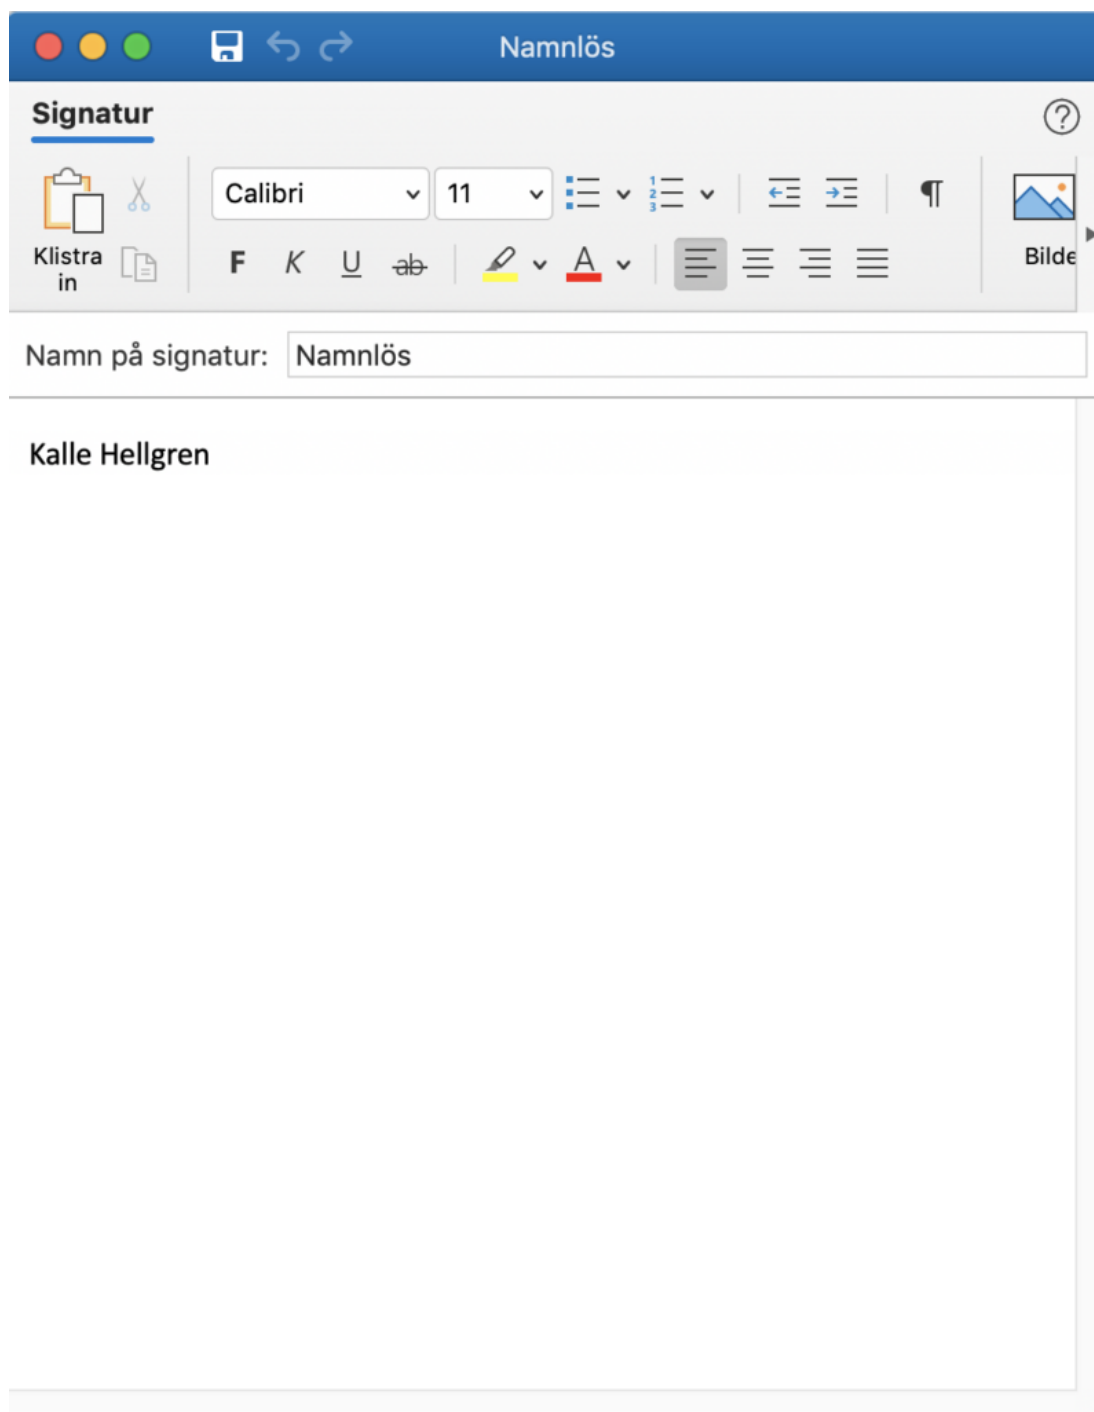 Namnlös
Signatur
Calibri 11
Klistra in
F K U ab A
Bilde
Namn på signatur: Namnlös
Kalle Hellgren